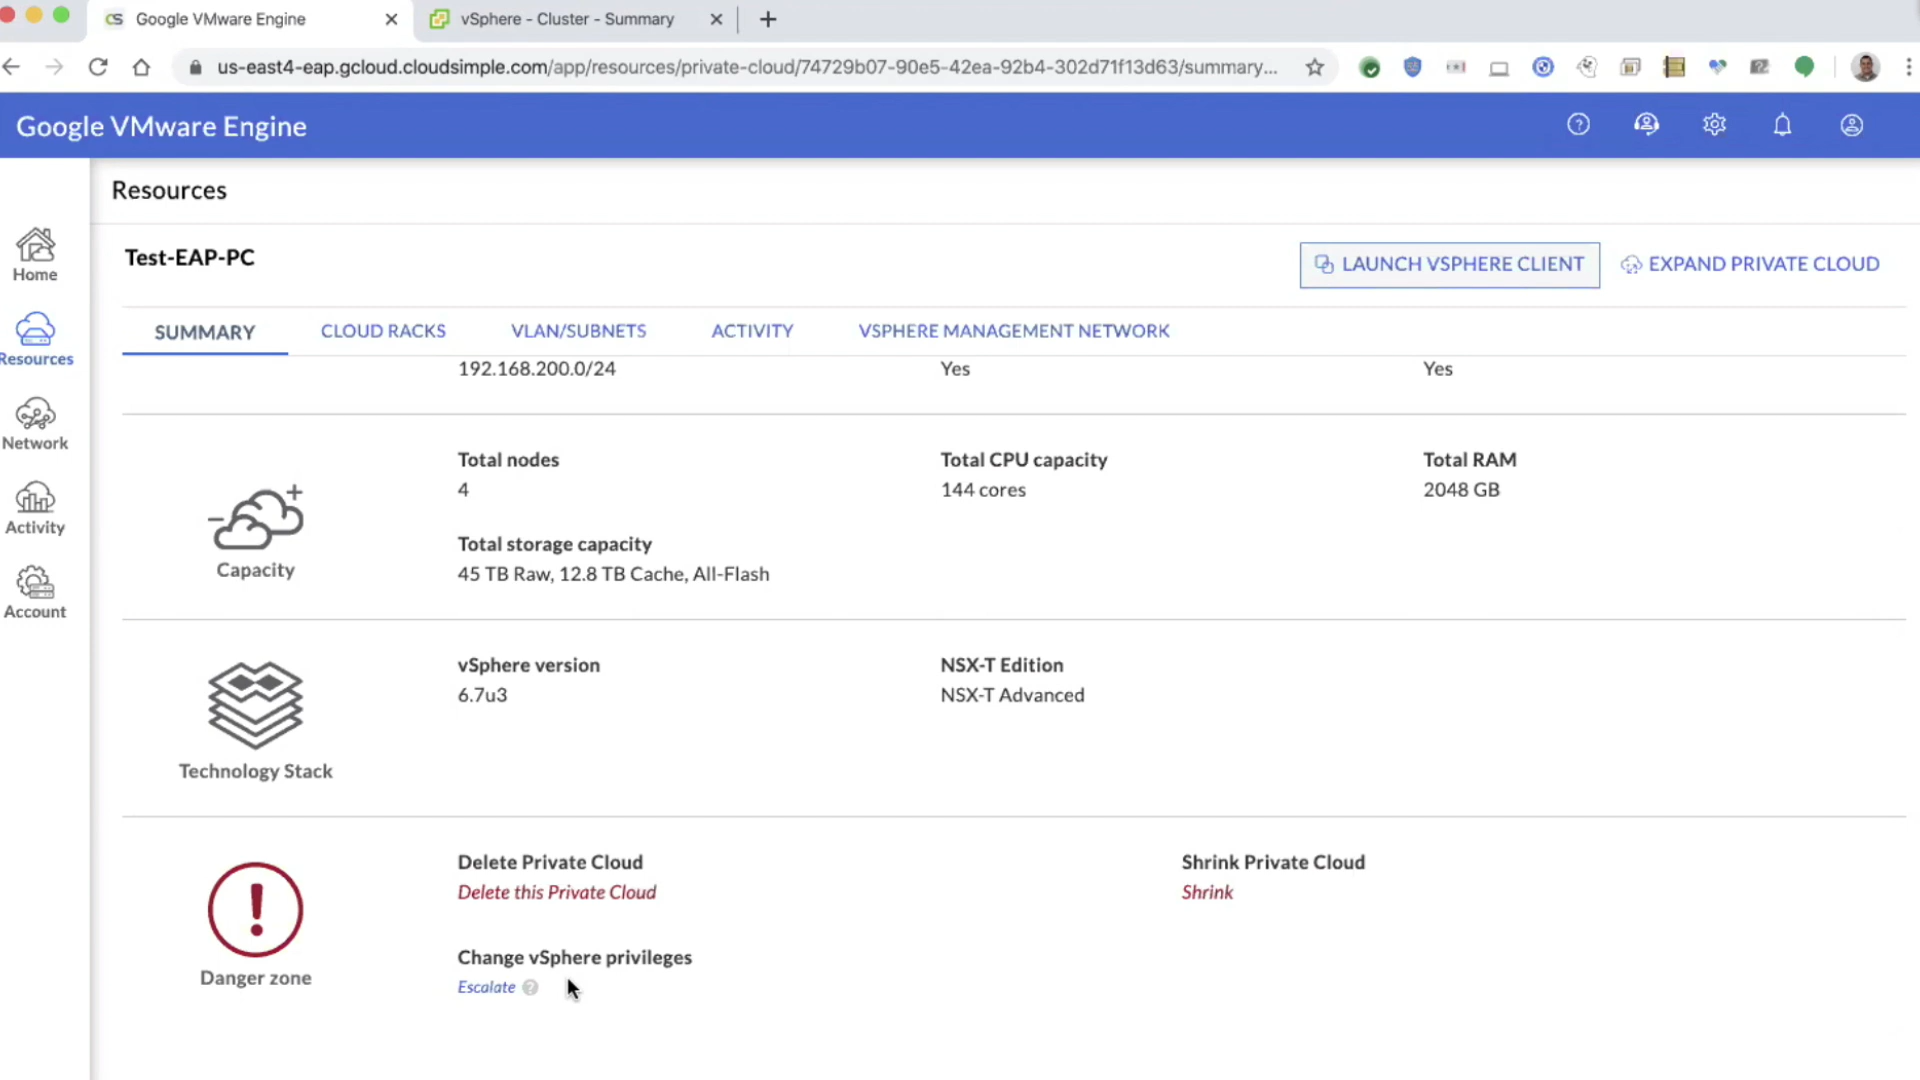 Google VMware Engine
vSphere - Cluster - Summary
us-east4-eap.gcloud.cloudsimple.com/app/resources/private-cloud/74729b07-90e5-42ea-92b4-302d71f13d63/summary...
Google VMware Engine
Resources
Home
Resources
Network
Activity
Account
Test-EAP-PC
LAUNCH VSPHERE CLIENT
EXPAND PRIVATE CLOUD
SUMMARY CLOUD RACKS VLAN/SUBNETS ACTIVITY VSPHERE MANAGEMENT NETWORK
192.168.200.0/24 Yes Yes
Capacity
Total nodes Total CPU capacity Total RAM
4 144 cores 2048 GB
Total storage capacity
45 TB Raw, 12.8 TB Cache, All-Flash
Technology Stack
vSphere version NSX-T Edition
6.7u3 NSX-T Advanced
Danger zone
Delete Private Cloud Shrink Private Cloud
Delete this Private Cloud Shrink
Change vSphere privileges
Escalate ?